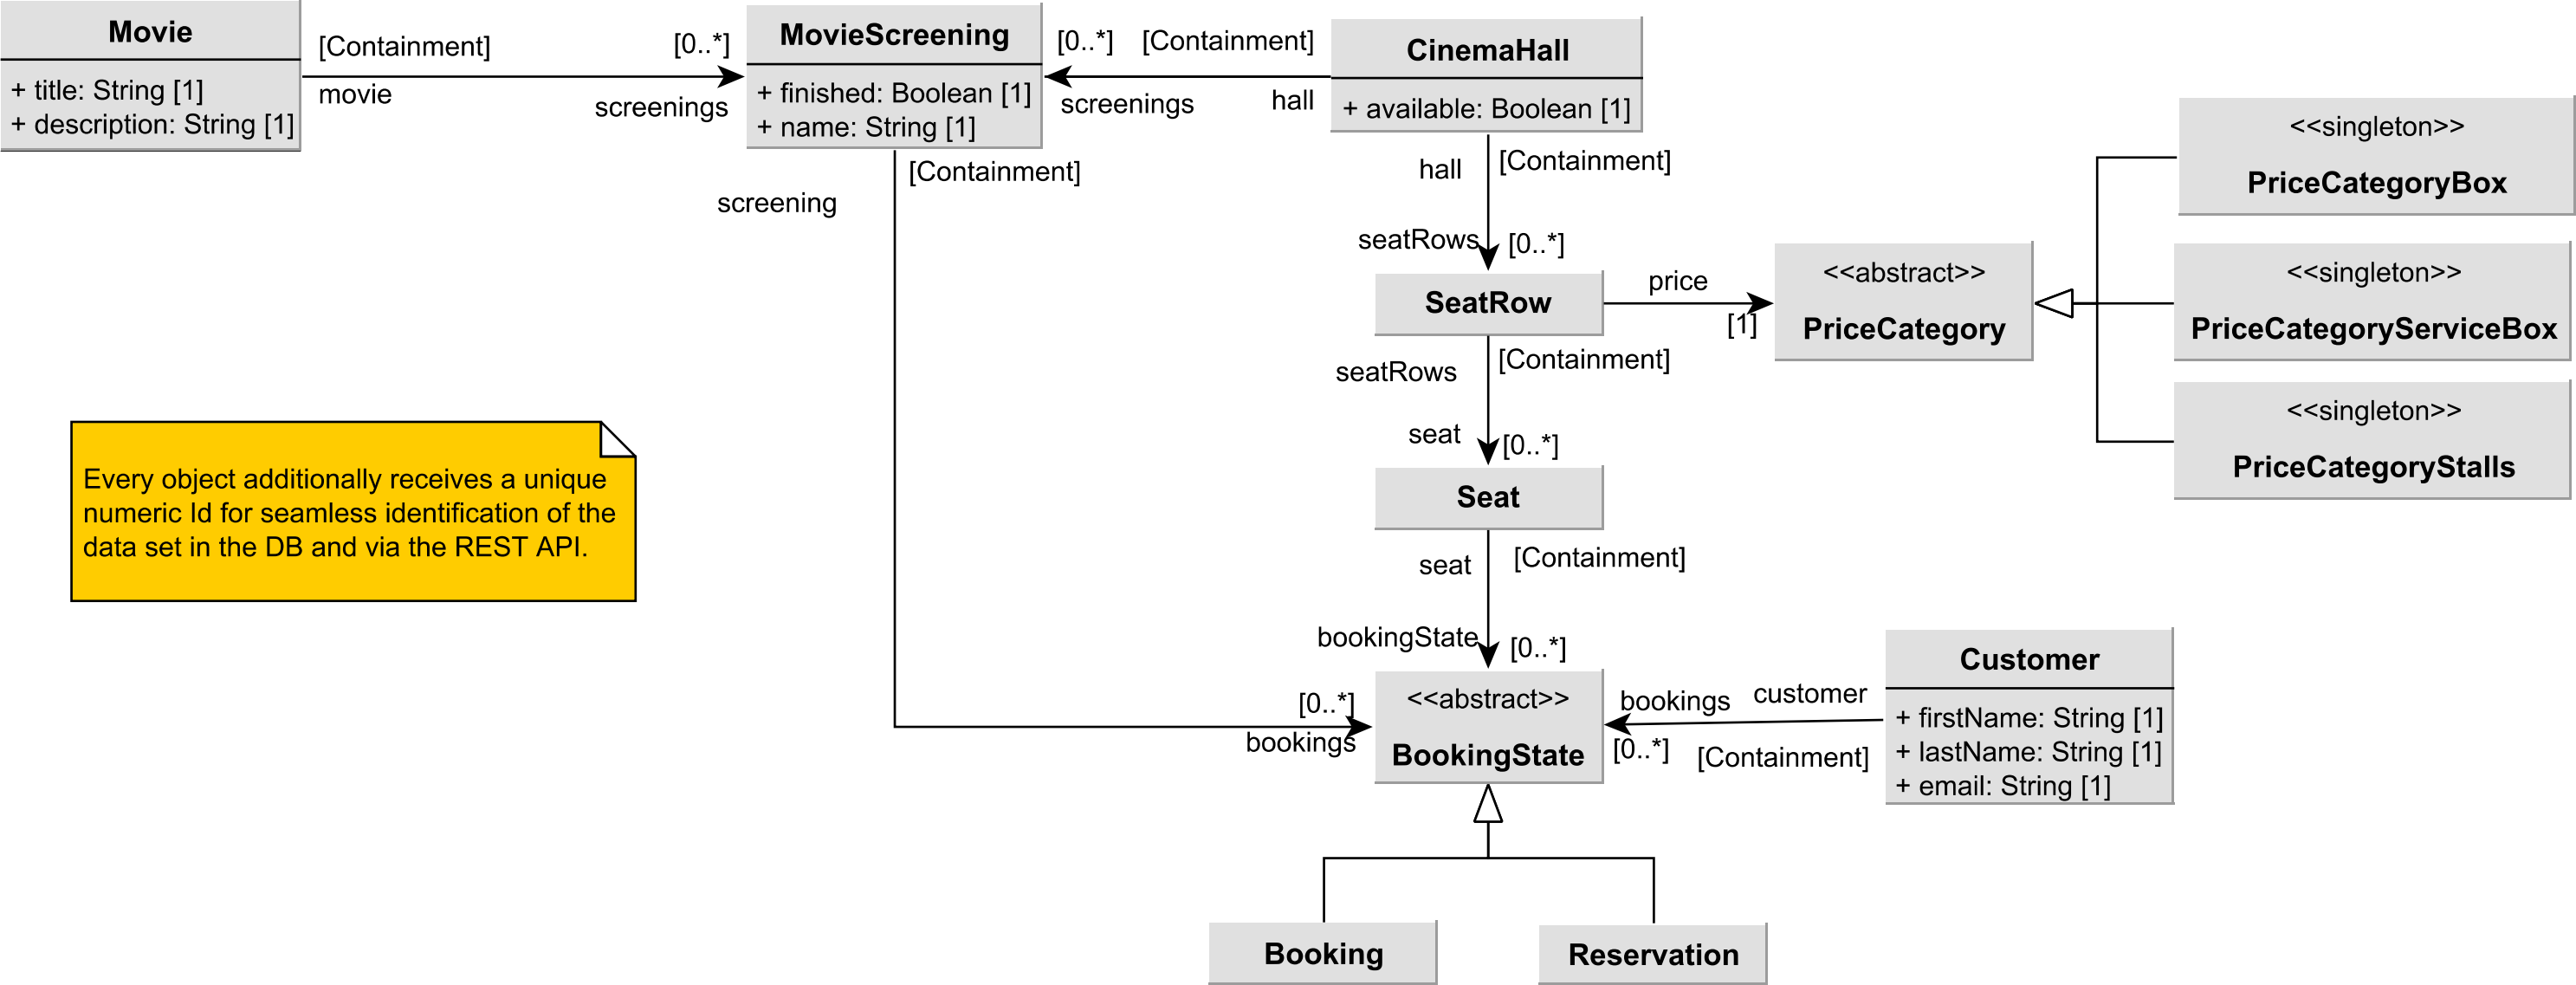 Movie
+ title: String [1]
+ description: String [1]
[Containment]
movie
[0..*]
screenings
MovieScreening
+ finished: Boolean [1]
+ name: String [1]
[0..*]
[Containment]
screenings
hall
CinemaHall
+ available: Boolean [1]
[Containment]
screening
hall
[Containment]
seatRows
[0..*]
SeatRow
price
[1]
<<abstract>>
PriceCategory
<<singleton>>
PriceCategoryBox
<<singleton>>
PriceCategoryServiceBox
<<singleton>>
PriceCategoryStalls
[Containment]
seatRows
seat
[0..*]
Seat
Every object additionally receives a unique
numeric Id for seamless identification of the
data set in the DB and via the REST API.
[Containment]
seat
bookingState
[0..*]
[0..*]
bookings
<<abstract>>
BookingState
bookings
customer
[0..*]
[Containment]
Customer
+ firstName: String [1]
+ lastName: String [1]
+ email: String [1]
Booking
Reservation